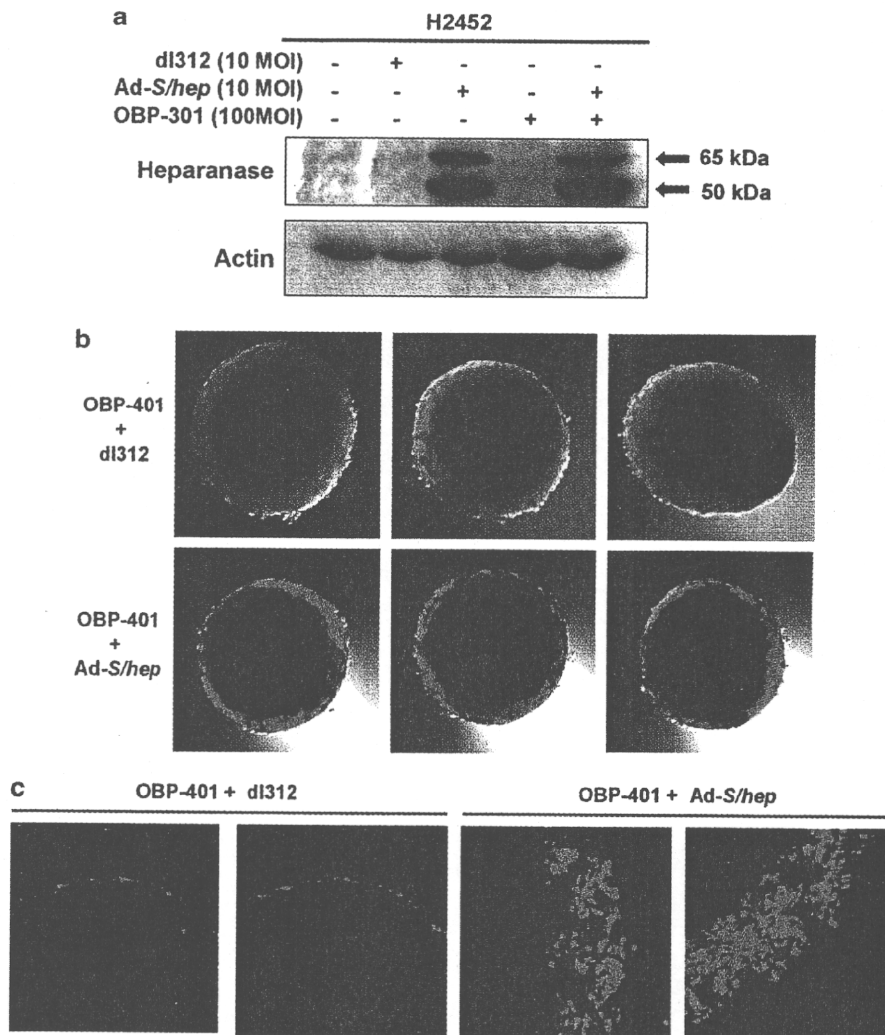 a
H2452
dl312 (10 MOI) - + - - -
Ad-S/hep (10 MOI) - - + - +
OBP-301 (100MOI) - - - + +
Heparanase
65 kDa
50 kDa
Actin
b
OBP-401
+
dl312
OBP-401
+
Ad-S/hep
c
OBP-401 + dl312
OBP-401 + Ad-S/hep